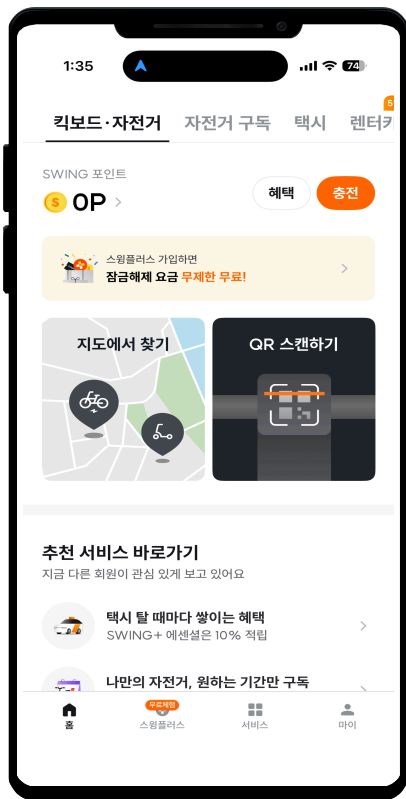 1:35
74
5
킥보드·자전거 자전거 구독 택시 렌터카
SWING 포인트
0P
혜택
충전
스윙플러스 가입하면
잠금해제 요금 무제한 무료!
지도에서 찾기
QR 스캔하기
추천 서비스 바로가기
지금 다른 회원이 관심 있게 보고 있어요
택시 탈 때마다 쌓이는 혜택
SWING+ 에센셜은 10% 적립
나만의 자전거, 원하는 기간만 구독
무료체험
홈 스윙플러스 서비스 마이